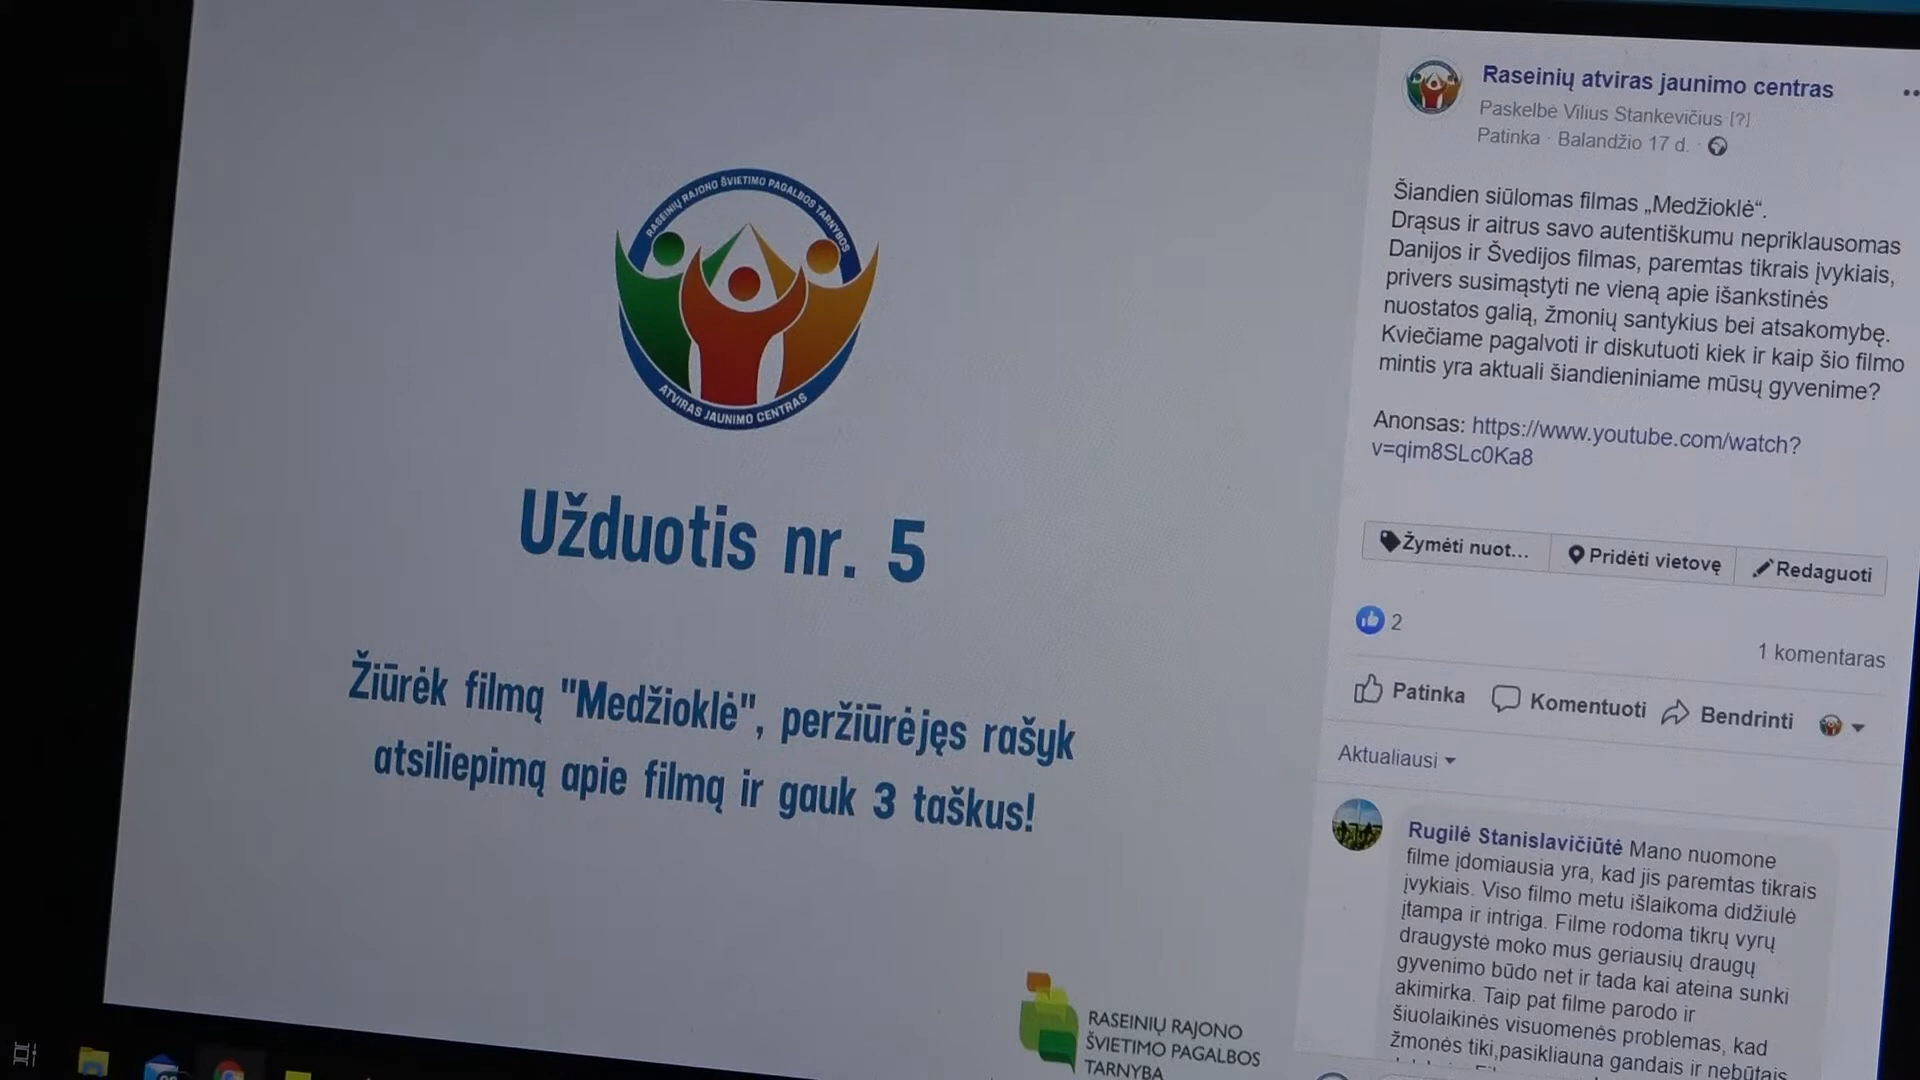 RASEINIŲ RAJONO ŠVIETIMO PAGALBOS TARNYBOS
ATVIRAS JAUNIMO CENTRAS
Užduotis nr. 5
Žiūrėk filmą "Medžioklė", peržiūrėjęs rašyk
atsiliepimą apie filmą ir gauk 3 taškus!
RASEINIŲ RAJONO
ŠVIETIMO PAGALBOS
TARNYBA
Raseinių atviras jaunimo centras
Paskelbė Vilius Stankevičius [?]
Patinka · Balandžio 17 d. ·
Šiandien siūlomas filmas „Medžioklė“.
Drąsus ir aitrus savo autentiškumu nepriklausomas
Danijos ir Švedijos filmas, paremtas tikrais įvykiais,
privers susimąstyti ne vieną apie išankstinės
nuostatos galią, žmonių santykius bei atsakomybę.
Kviečiame pagalvoti ir diskutuoti kiek ir kaip šio filmo
mintis yra aktuali šiandieniniame mūsų gyvenime?
Anonsas: https://www.youtube.com/watch?
v=qim8SLc0Ka8
Žymėti nuot... Pridėti vietovę Redaguoti
2
1 komentaras
Patinka Komentuoti Bendrinti
Aktualiausi
Rugilė Stanislavičiūtė Mano nuomone
filme įdomiausia yra, kad jis paremtas tikrais
įvykiais. Viso filmo metu išlaikoma didžiulė
įtampa ir intriga. Filme rodoma tikrų vyrų
draugystė moko mus geriausių draugų
gyvenimo būdo net ir tada kai ateina sunki
akimirka. Taip pat filme parodo ir
šiuolaikinės visuomenės problemas, kad
žmonės tiki,pasikliauna gandais ir nebūtais